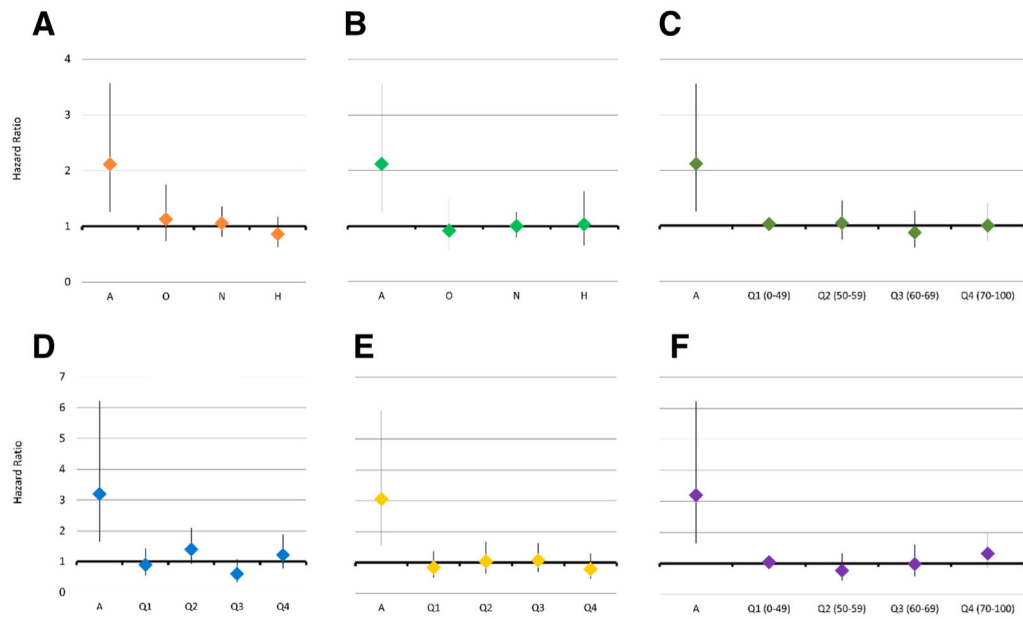 A B C
4
3
2
1
0
Hazard Ratio
A O N H
A O N H
A Q1 (0-49) Q2 (50-59) Q3 (60-69) Q4 (70-100)
D E F
7
6
5
4
3
2
1
0
Hazard Ratio
A Q1 Q2 Q3 Q4
A Q1 Q2 Q3 Q4
A Q1 (0-49) Q2 (50-59) Q3 (60-69) Q4 (70-100)